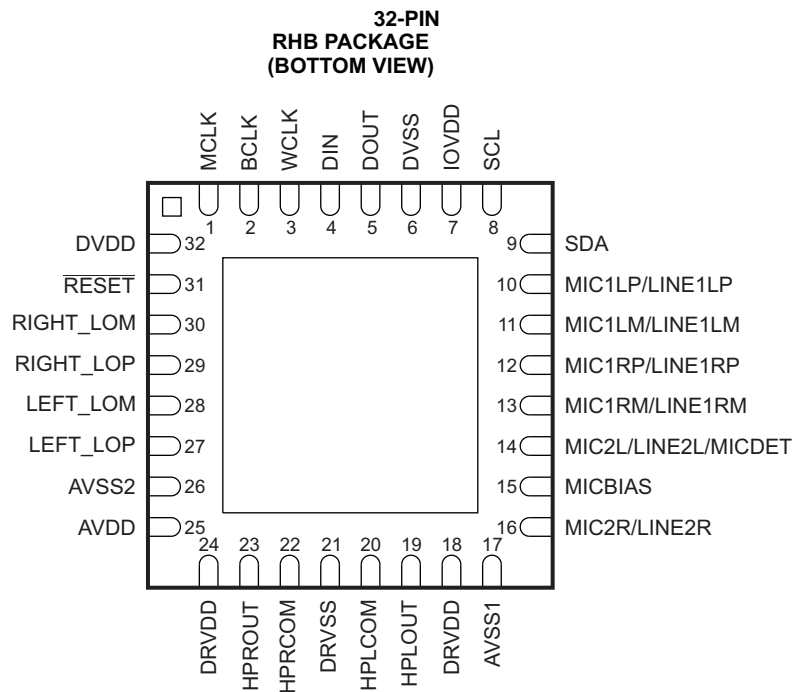 32-PIN
RHB PACKAGE
(BOTTOM VIEW)
MCLK
BCLK
WCLK
DIN
DOUT
DVSS
IOVDD
SCL
1 2 3 4 5 6 7 8
DVDD 32
RESET 31
RIGHT_LOM 30
RIGHT_LOP 29
LEFT_LOM 28
LEFT_LOP 27
AVSS2 26
AVDD 25
9 SDA
10 MIC1LP/LINE1LP
11 MIC1LM/LINE1LM
12 MIC1RP/LINE1RP
13 MIC1RM/LINE1RM
14 MIC2L/LINE2L/MICDET
15 MICBIAS
16 MIC2R/LINE2R
24 23 22 21 20 19 18 17
DRVDD
HPROUT
HPRCOM
DRVSS
HPLCOM
HPLOUT
DRVDD
AVSS1